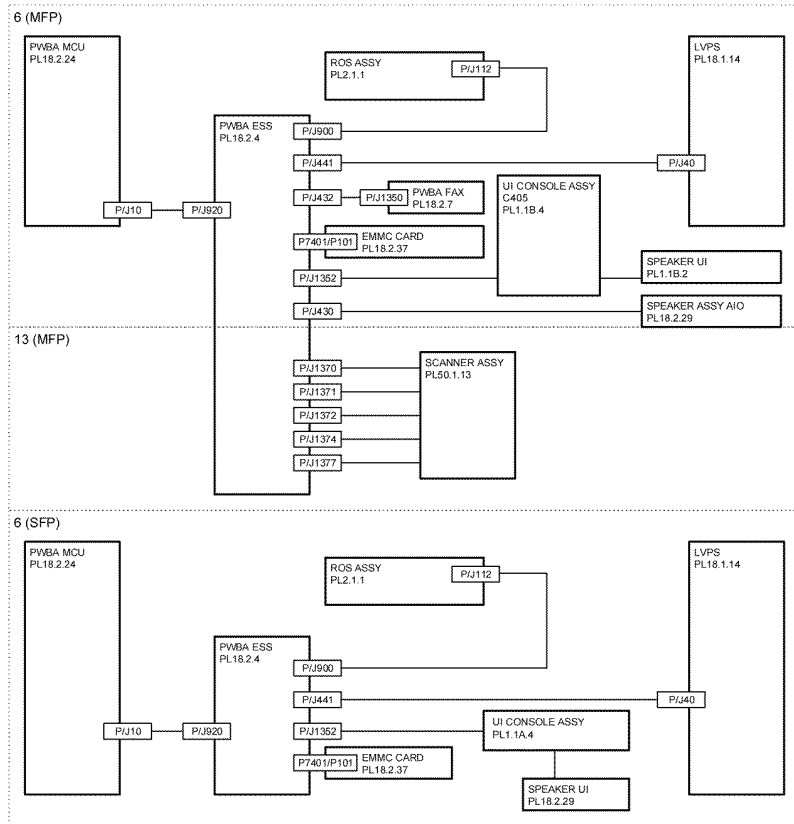 6 (MFP)
PWBA MCU
PL18.2.24
ROS ASSY
PL2.1.1
P/J112
LVPS
PL18.1.14
PWBA ESS
PL18.2.4
P/J900
P/J441
P/J40
P/J432
P/J1350
PWBA FAX
PL18.2.7
UI CONSOLE ASSY
C405
PL1.1B.4
P/J10
P/J920
P7401/P101
EMMC CARD
PL18.2.37
P/J1352
SPEAKER UI
PL1.1B.2
P/J430
SPEAKER ASSY AIO
PL18.2.29
13 (MFP)
P/J1370
SCANNER ASSY
PL50.1.13
P/J1371
P/J1372
P/J1374
P/J1377
6 (SFP)
PWBA MCU
PL18.2.24
ROS ASSY
PL2.1.1
P/J112
LVPS
PL18.1.14
PWBA ESS
PL18.2.4
P/J900
P/J441
P/J40
P/J10
P/J920
P/J1352
UI CONSOLE ASSY
PL1.1A.4
P7401/P101
EMMC CARD
PL18.2.37
SPEAKER UI
PL18.2.29